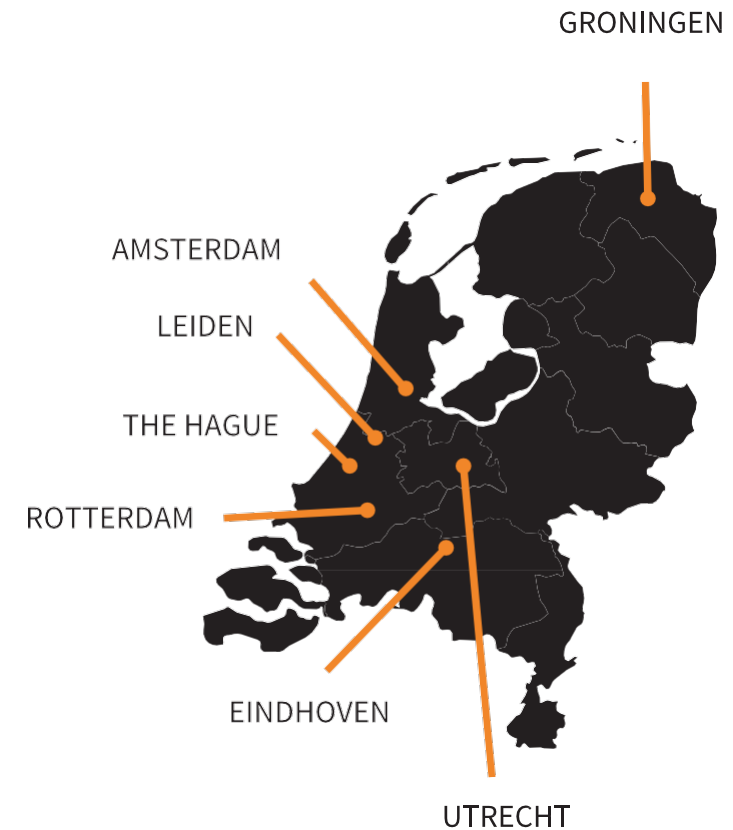 GRONINGEN
AMSTERDAM
LEIDEN
THE HAGUE
ROTTERDAM
EINDHOVEN
UTRECHT